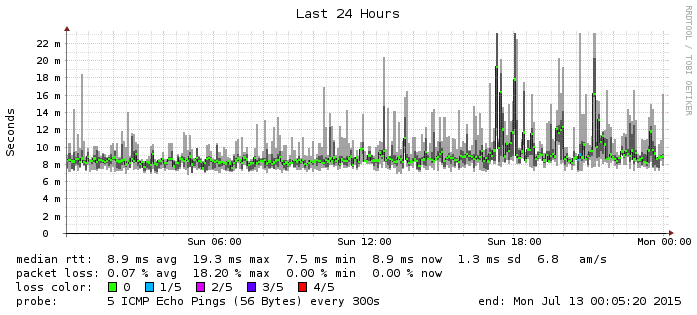 Last 24 Hours
RRDTOOL / TOBI OETIKER
Seconds
22 m
20 m
18 m
16 m
14 m
12 m
10 m
8 m
6 m
4 m
2 m
0
Sun 06:00 Sun 12:00 Sun 18:00 Mon 00:00
median rtt: 8.9 ms avg 19.3 ms max 7.5 ms min 8.9 ms now 1.3 ms sd 6.8 am/s
packet loss: 0.07 % avg 18.20 % max 0.00 % min 0.00 % now
loss color: 0 1/5 2/5 3/5 4/5
probe: 5 ICMP Echo Pings (56 Bytes) every 300s end: Mon Jul 13 00:05:20 2015